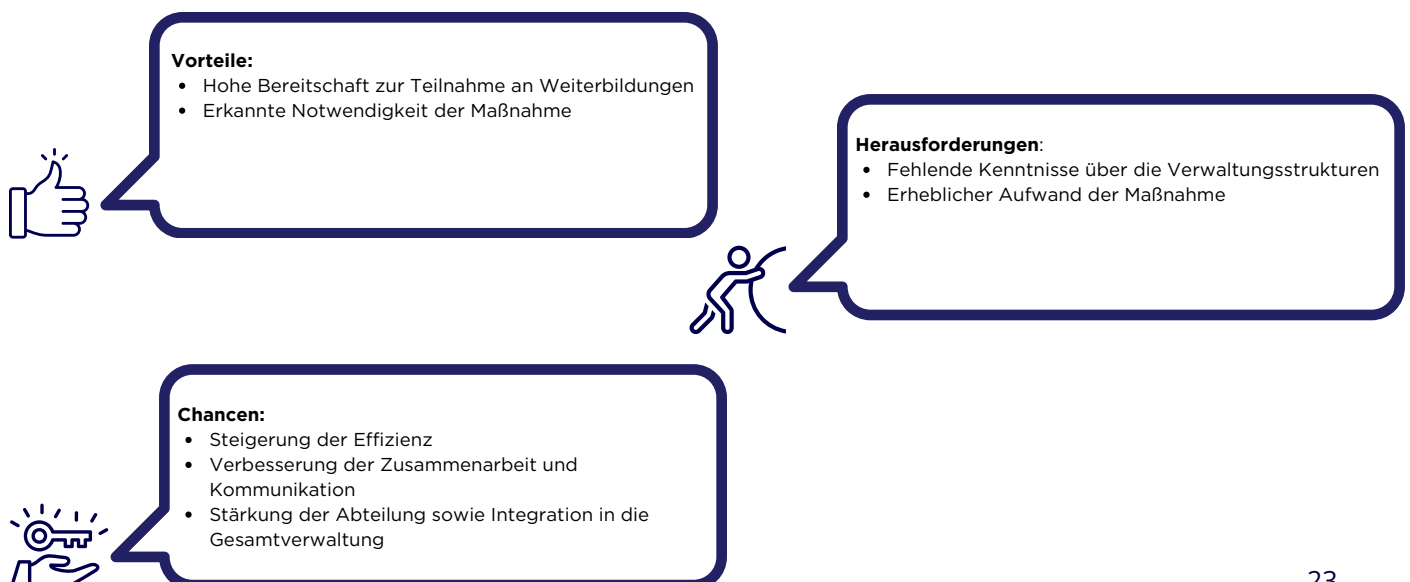 Vorteile:
• Hohe Bereitschaft zur Teilnahme an Weiterbildungen
• Erkannte Notwendigkeit der Maßnahme
Herausforderungen:
• Fehlende Kenntnisse über die Verwaltungsstrukturen
• Erheblicher Aufwand der Maßnahme
Chancen:
• Steigerung der Effizienz
• Verbesserung der Zusammenarbeit und
Kommunikation
• Stärkung der Abteilung sowie Integration in die
Gesamtverwaltung
23